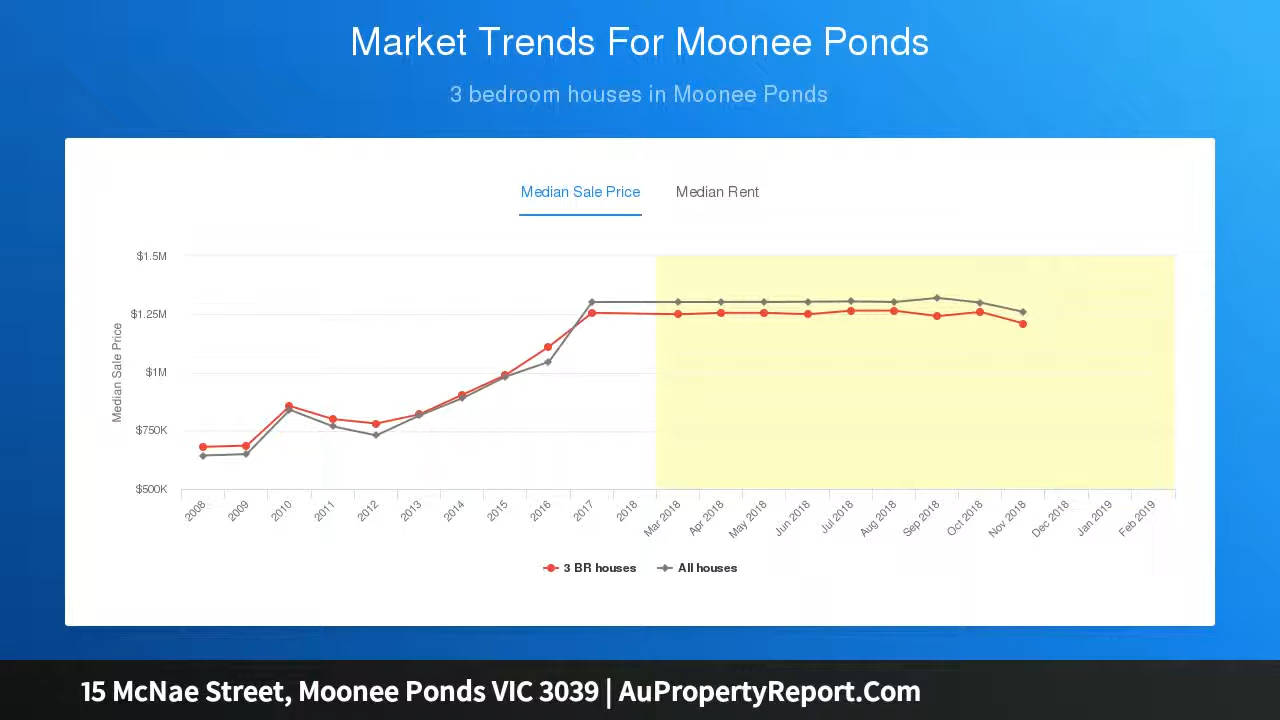 Market Trends For Moonee Ponds
3 bedroom houses in Moonee Ponds
Median Sale Price Median Rent
Median Sale Price
$1.5M
$1.25M
$1M
$750K
$500K
2008 2009 2010 2011 2012 2013 2014 2015 2016 2017 2018 Mar 2018 Apr 2018 May 2018 Jun 2018 Jul 2018 Aug 2018 Sep 2018 Oct 2018 Nov 2018 Dec 2018 Jan 2019 Feb 2019
3 BR houses All houses
15 McNae Street, Moonee Ponds VIC 3039 | AuPropertyReport.Com